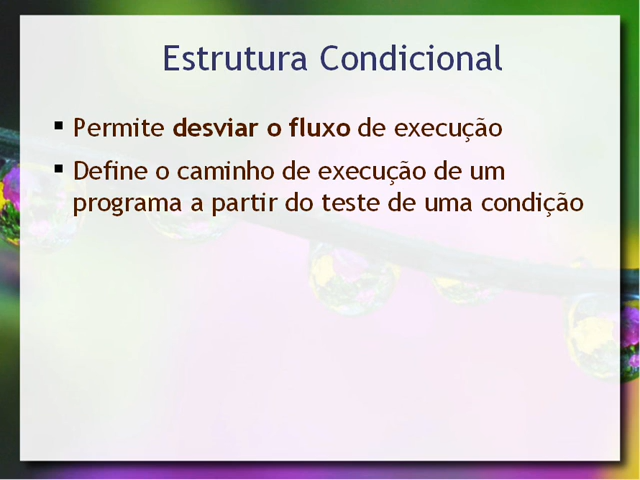 Estrutura Condicional
Permite desviar o fluxo de execução
Define o caminho de execução de um
programa a partir do teste de uma condição